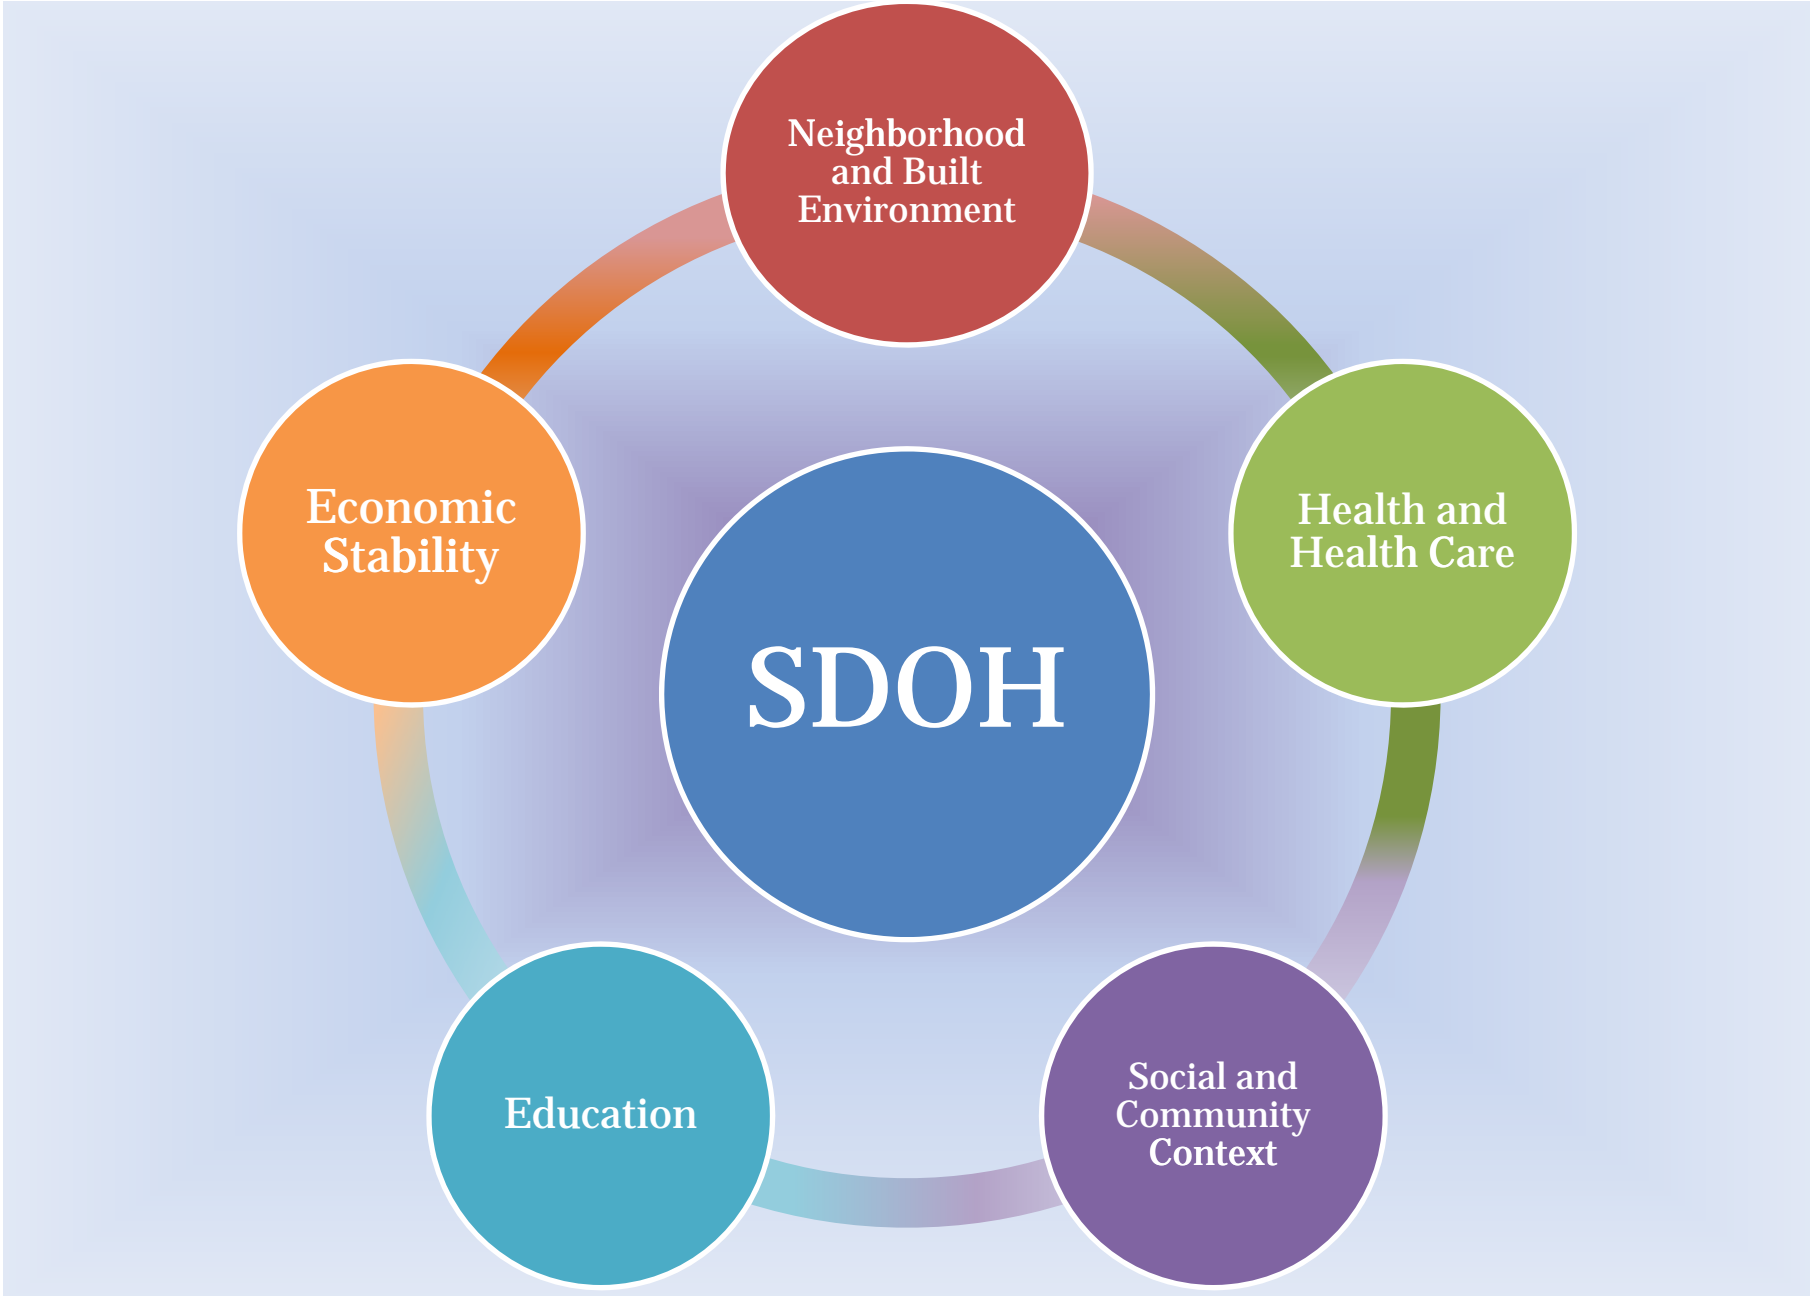 Neighborhood
and Built
Environment
Economic
Stability
Health and
Health Care
SDOH
Education
Social and
Community
Context